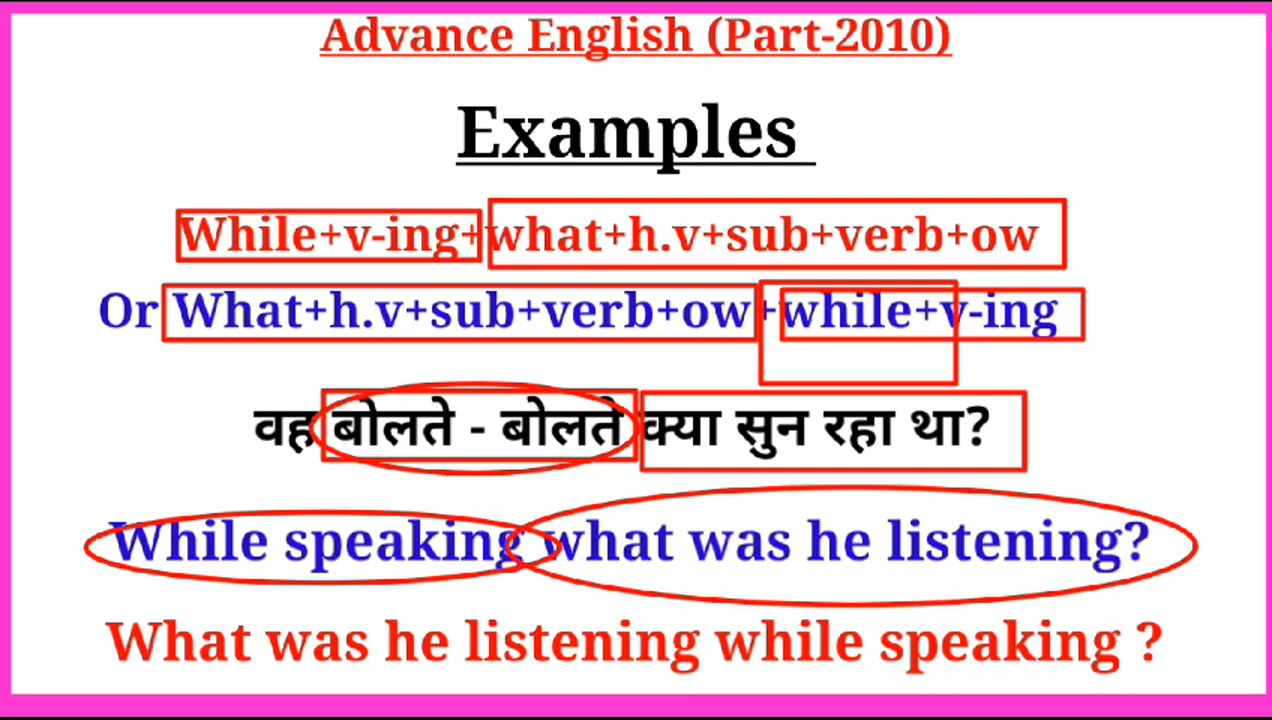 Advance English (Part-2010)
Examples
While+v-ing+what+h.v+sub+verb+ow
Or What+h.v+sub+verb+ow+while+v-ing
वह बोलते - बोलते क्या सुन रहा था?
While speaking what was he listening?
What was he listening while speaking ?